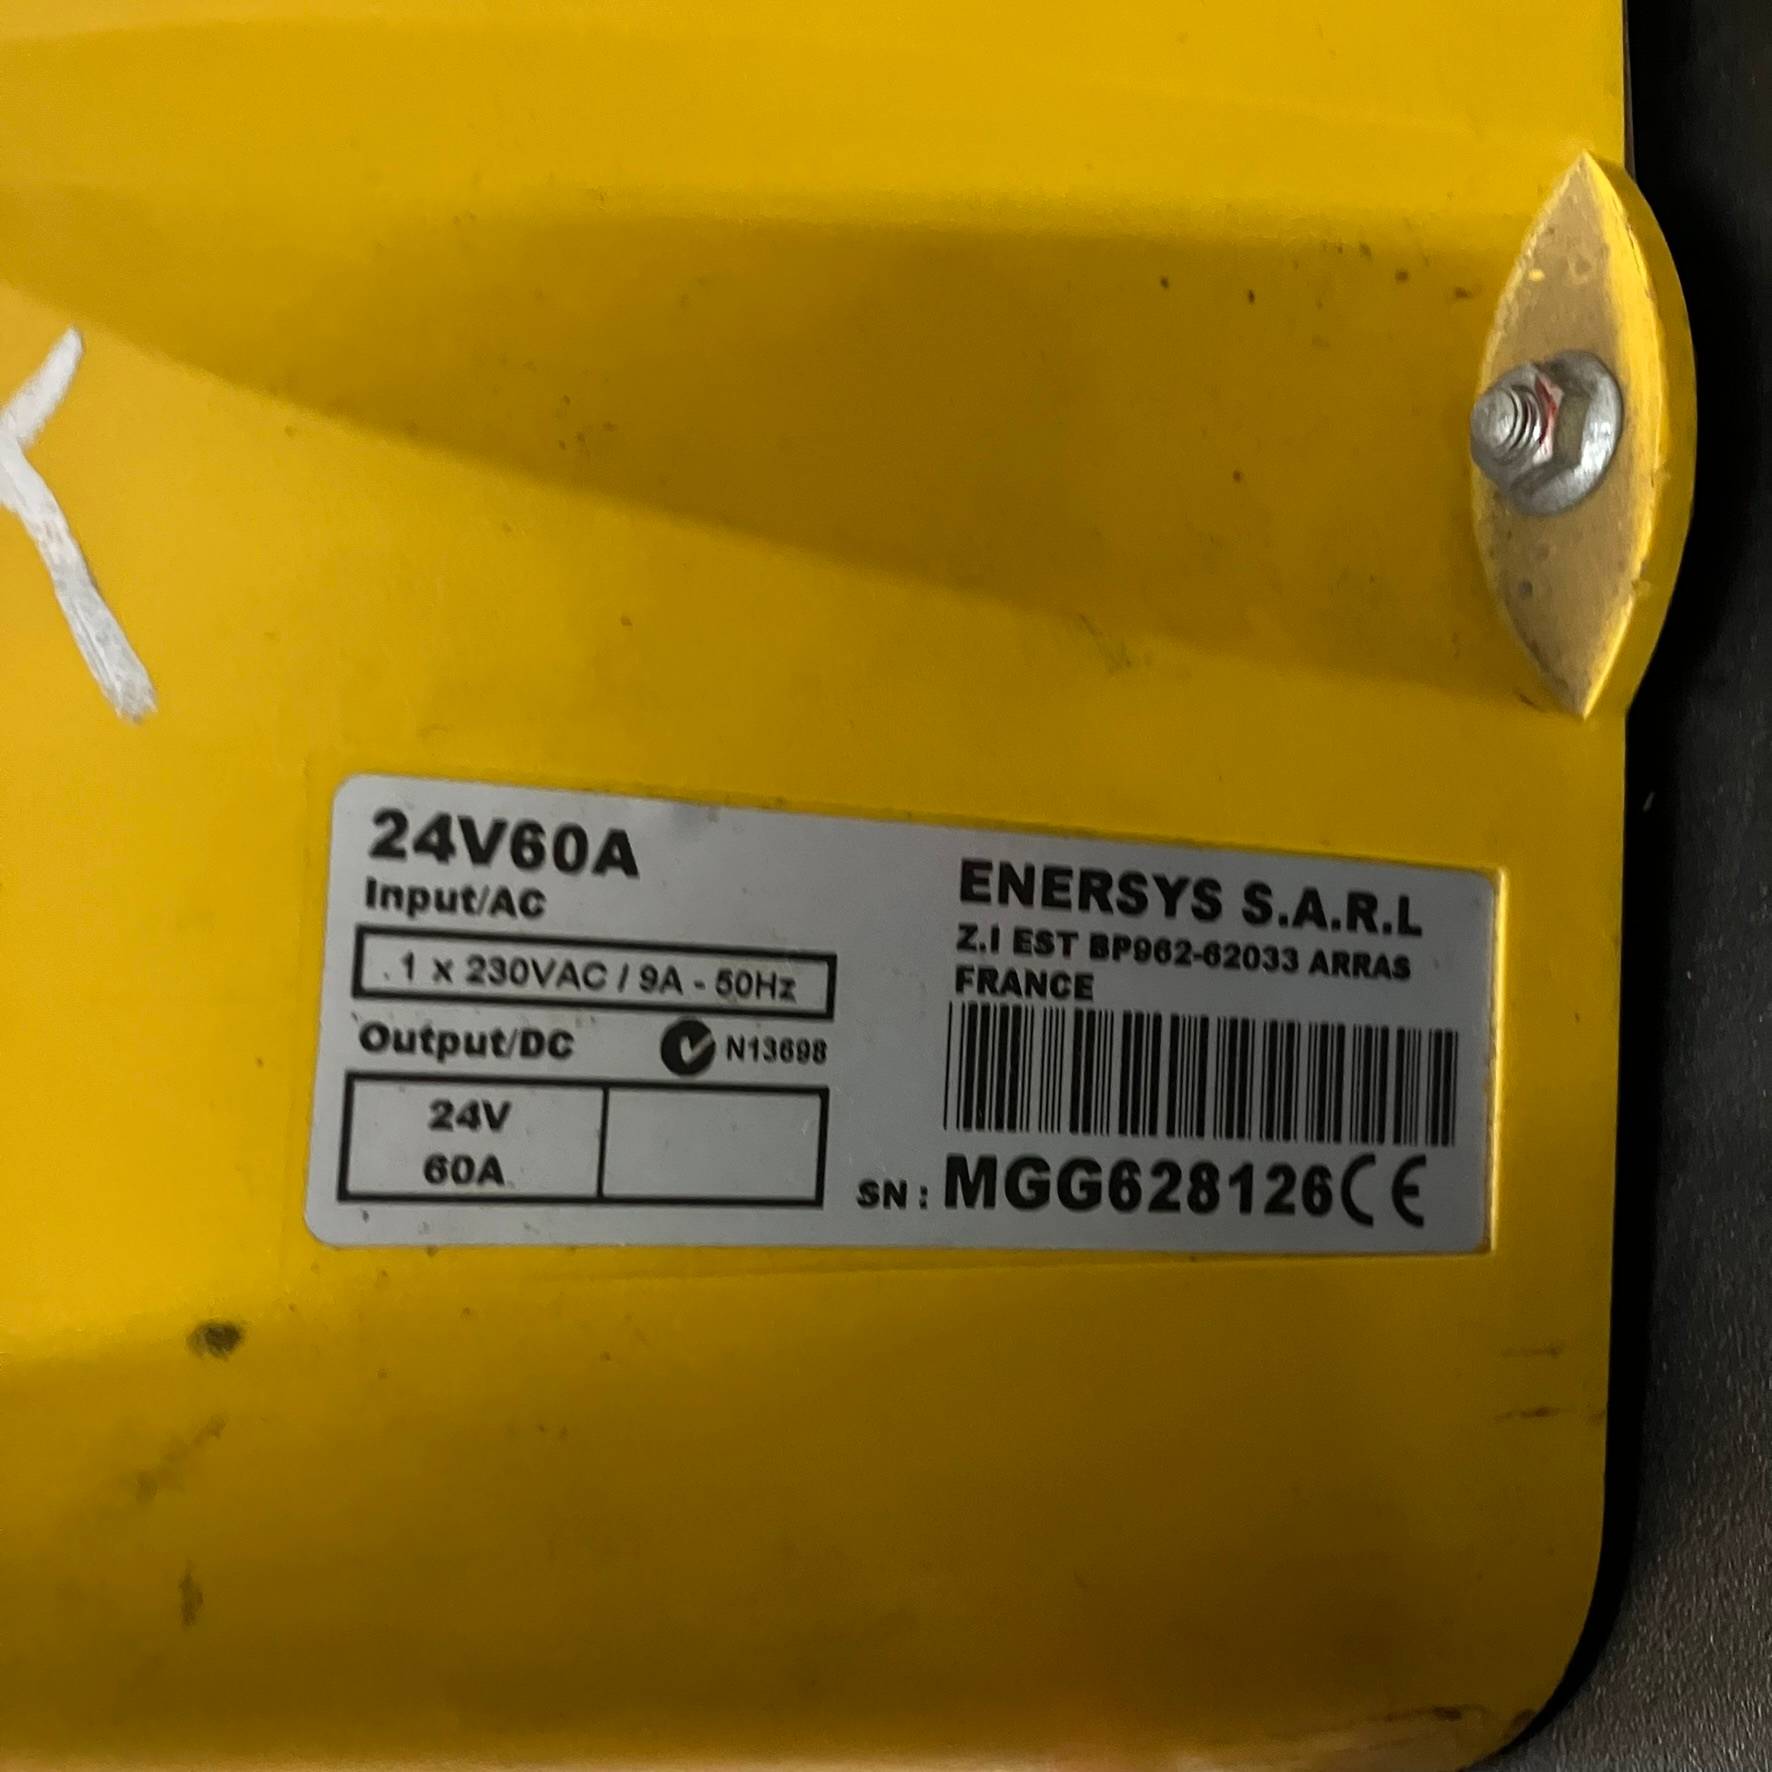 24V60A
Input/AC
1 x 230VAC / 9A - 50Hz
Output/DC
N13698
24V
60A
ENERSYS S.A.R.L
Z.I EST BP962-62033 ARRAS
FRANCE
SN : MGG628126 CE